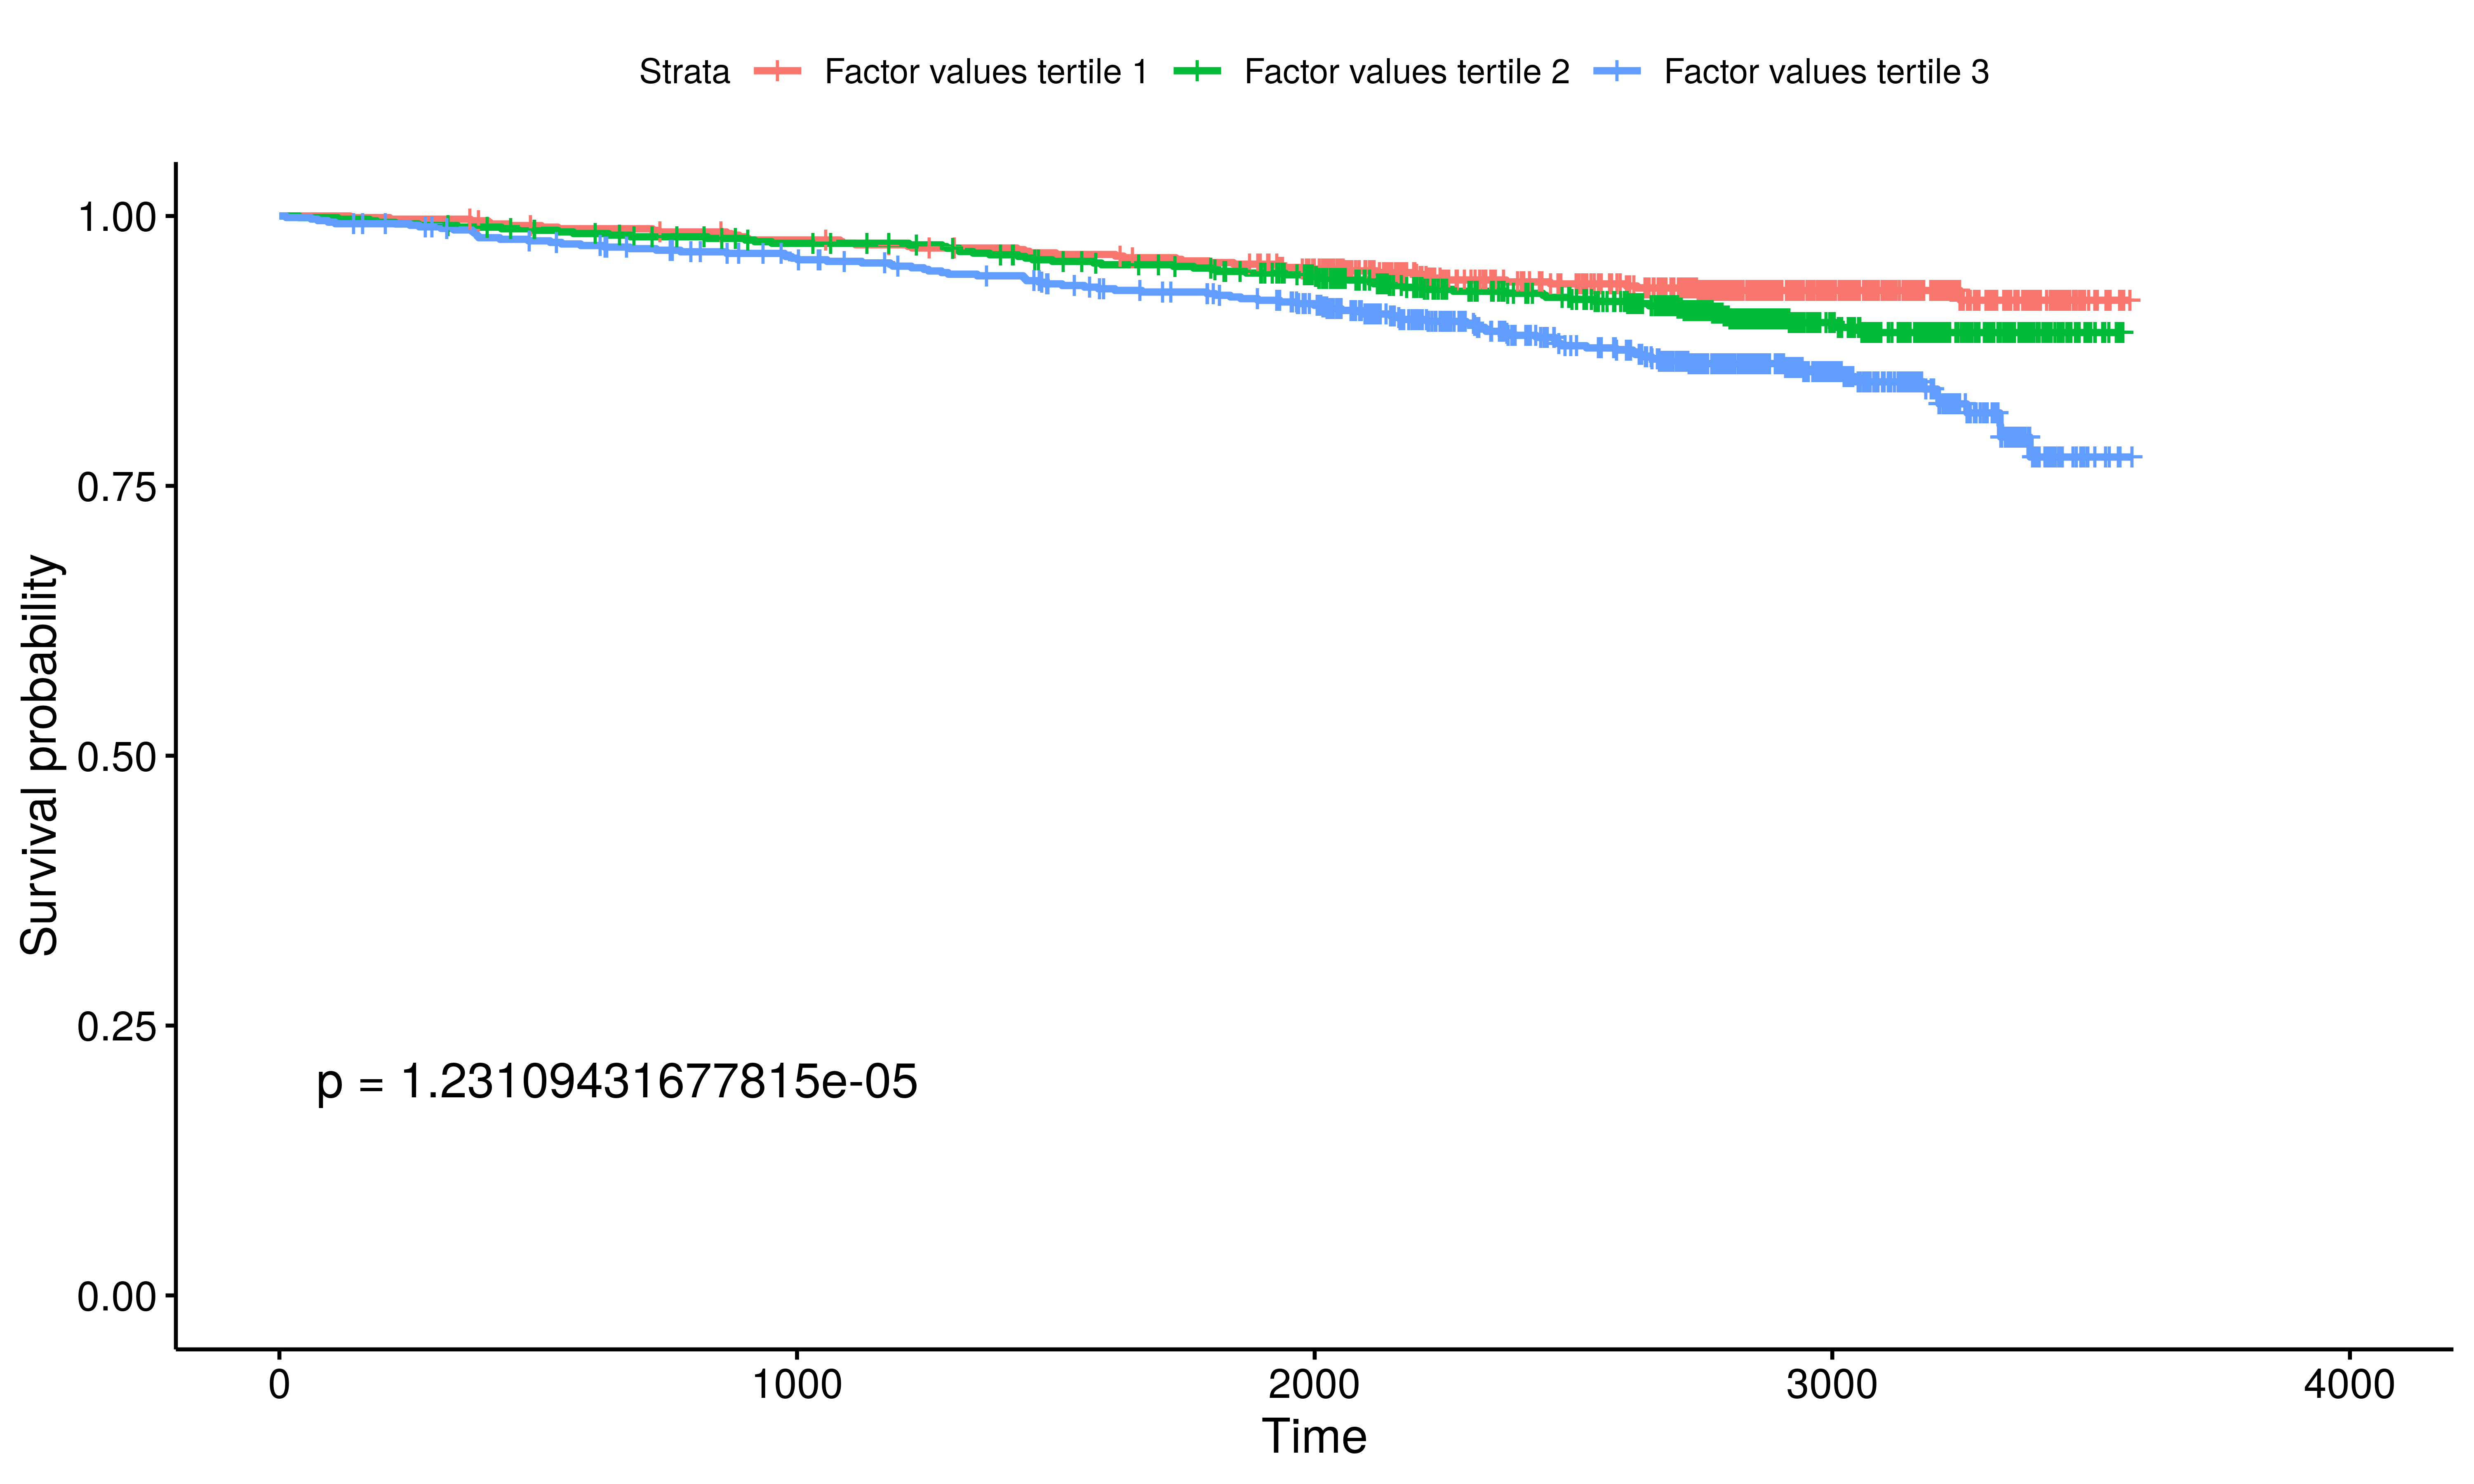 Strata Factor values tertile 1 Factor values tertile 2 Factor values tertile 3
1.00
0.75
0.50
0.25
0.00
Survival probability
p = 1.23109431677815e-05
0 1000 2000 3000 4000
Time